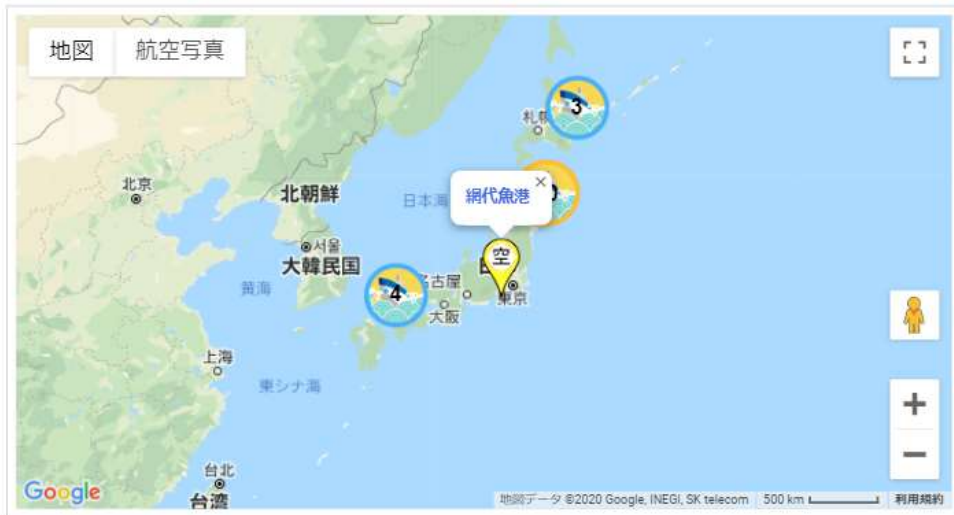 地図 航空写真
3
札幌
北京
北朝鮮
日本海
網代魚港
0
서울
大韓民国
空
黄海
4
名古屋
東京
大阪
上海
東シナ海
台北
台湾
Google
地図データ ©2020 Google, INEGI, SK telecom
500 km
利用規約